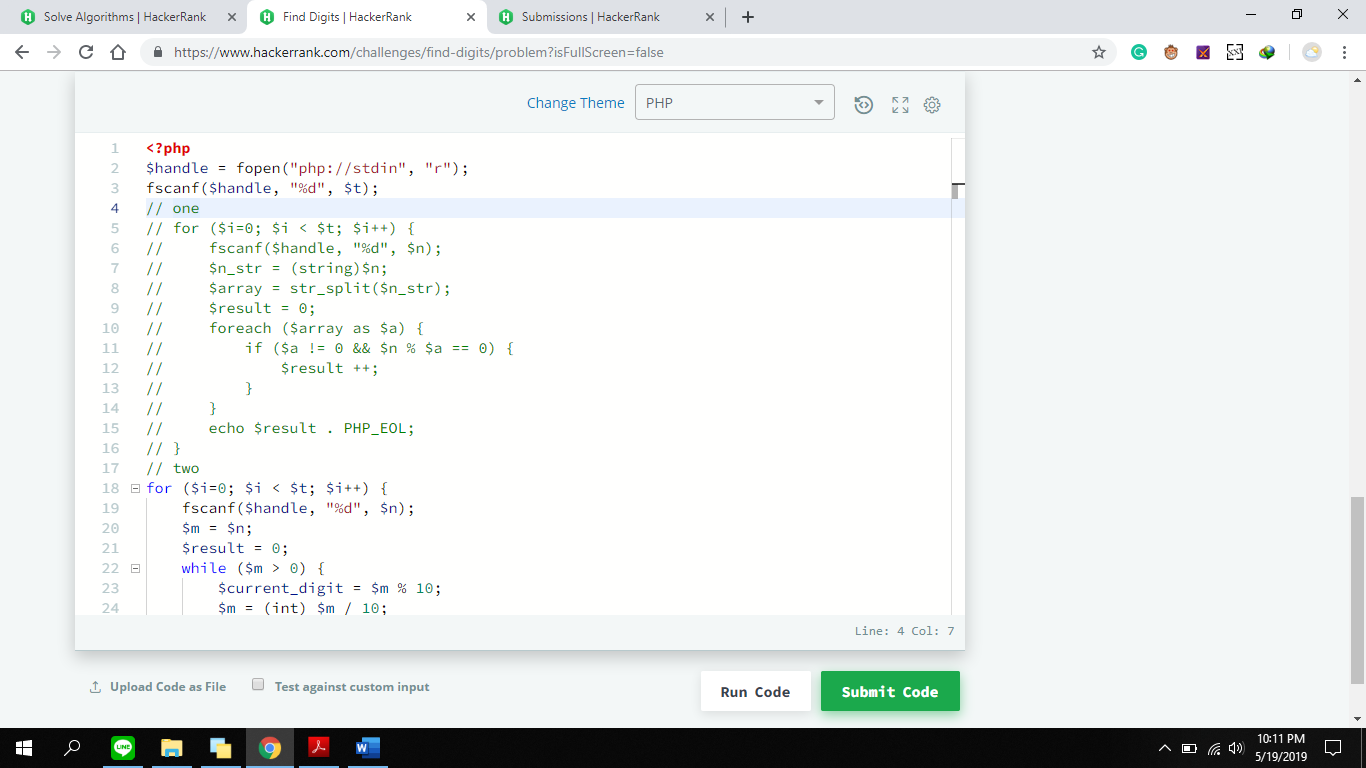 Solve Algorithms | HackerRank
Find Digits | HackerRank
Submissions | HackerRank
https://www.hackerrank.com/challenges/find-digits/problem?isFullScreen=false
Change Theme
PHP
1 <?php
2 $handle = fopen("php://stdin", "r");
3 fscanf($handle, "%d", $t);
4 // one
5 // for ($i=0; $i < $t; $i++) {
6 //     fscanf($handle, "%d", $n);
7 //     $n_str = (string)$n;
8 //     $array = str_split($n_str);
9 //     $result = 0;
10 //     foreach ($array as $a) {
11 //         if ($a != 0 && $n % $a == 0) {
12 //             $result ++;
13 //         }
14 //     }
15 //     echo $result . PHP_EOL;
16 // }
17 // two
18 for ($i=0; $i < $t; $i++) {
19     fscanf($handle, "%d", $n);
20     $m = $n;
21     $result = 0;
22     while ($m > 0) {
23         $current_digit = $m % 10;
24         $m = (int) $m / 10;
Line: 4 Col: 7
Upload Code as File
Test against custom input
Run Code
Submit Code
LINE
10:11 PM
5/19/2019